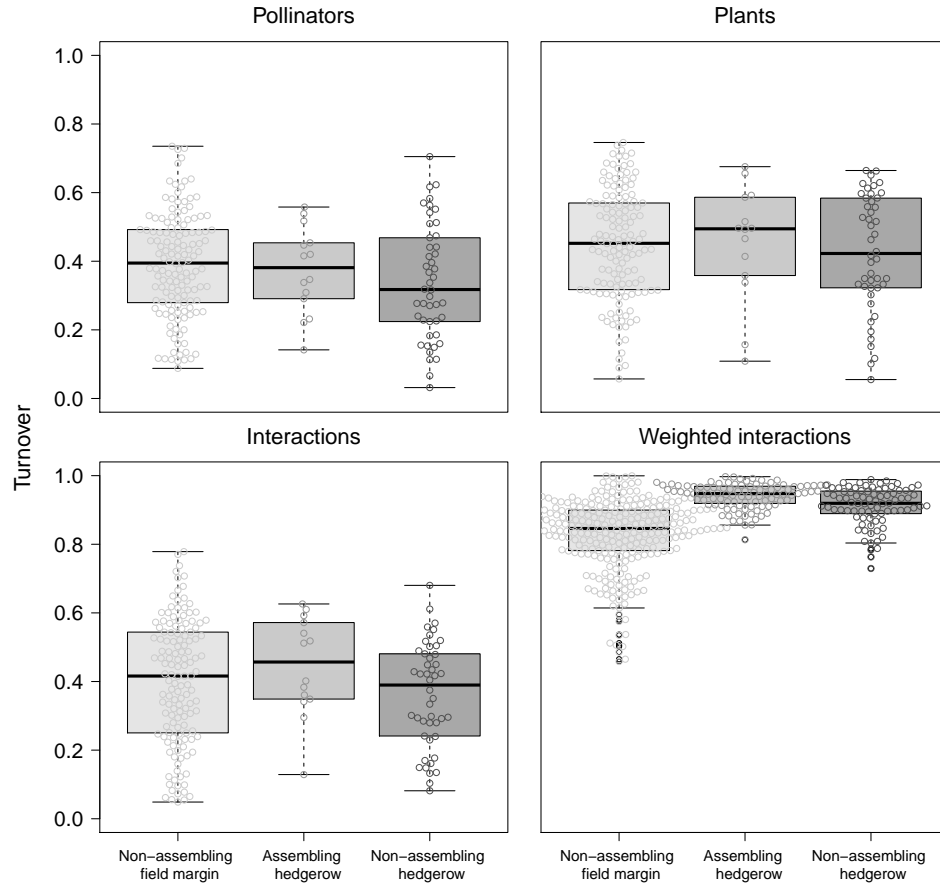 Pollinators
Plants
1.0
0.8
0.6
0.4
0.2
0.0
Turnover
Interactions
Weighted interactions
1.0
0.8
0.6
0.4
0.2
0.0
Non−assembling
field margin
Assembling
hedgerow
Non−assembling
hedgerow
Non−assembling
field margin
Assembling
hedgerow
Non−assembling
hedgerow